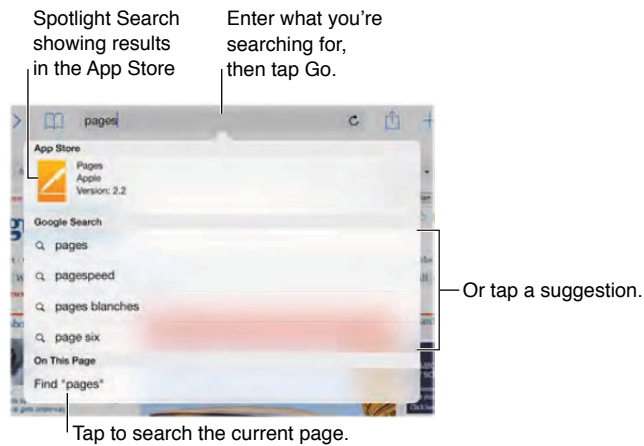 Spotlight Search
showing results
in the App Store
Enter what you're
searching for,
then tap Go.
pages
App Store
Pages
Apple
Version: 2.2
Google Search
pages
pagespeed
pages blanches
page six
Or tap a suggestion.
On This Page
Find "pages"
Tap to search the current page.